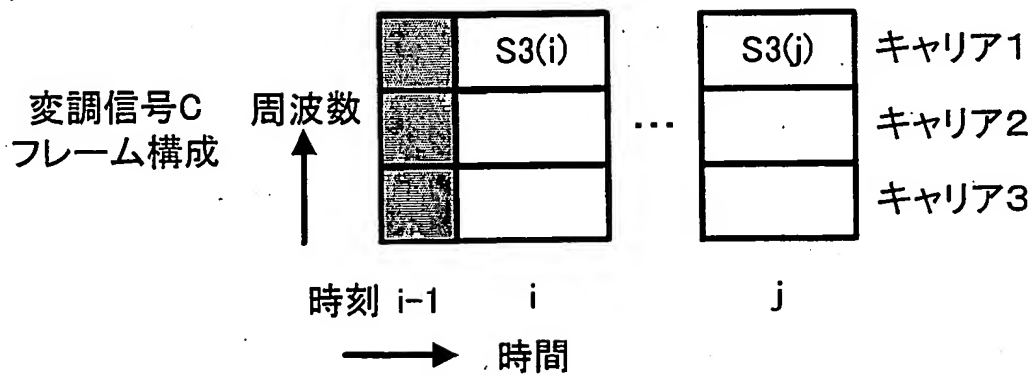 変調信号C
フレーム構成
周波数
S3(i)
S3(j)
キャリア1
…
キャリア2
キャリア3
時刻 i-1 i j
時間